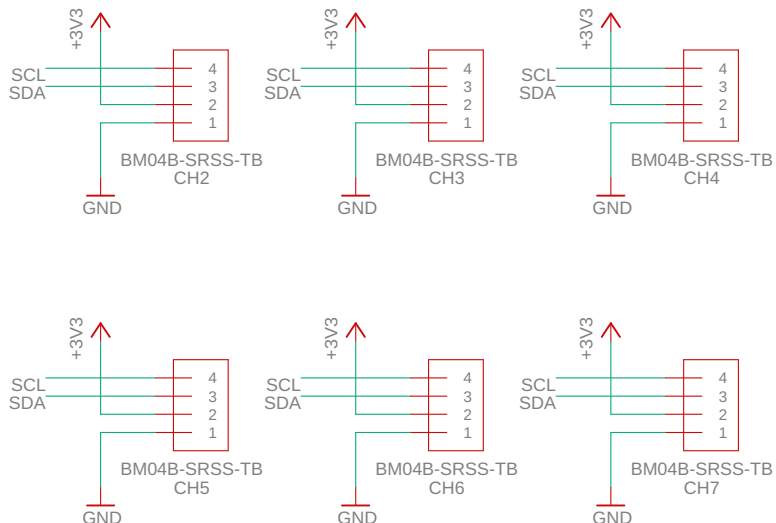 +3V3 +3V3 +3V3
SCL 4 SCL 4 SCL 4
SDA 3 SDA 3 SDA 3
2 2 2
1 1 1
BM04B-SRSS-TB BM04B-SRSS-TB BM04B-SRSS-TB
CH2 CH3 CH4
GND GND GND
+3V3 +3V3 +3V3
SCL 4 SCL 4 SCL 4
SDA 3 SDA 3 SDA 3
2 2 2
1 1 1
BM04B-SRSS-TB BM04B-SRSS-TB BM04B-SRSS-TB
CH5 CH6 CH7
GND GND GND